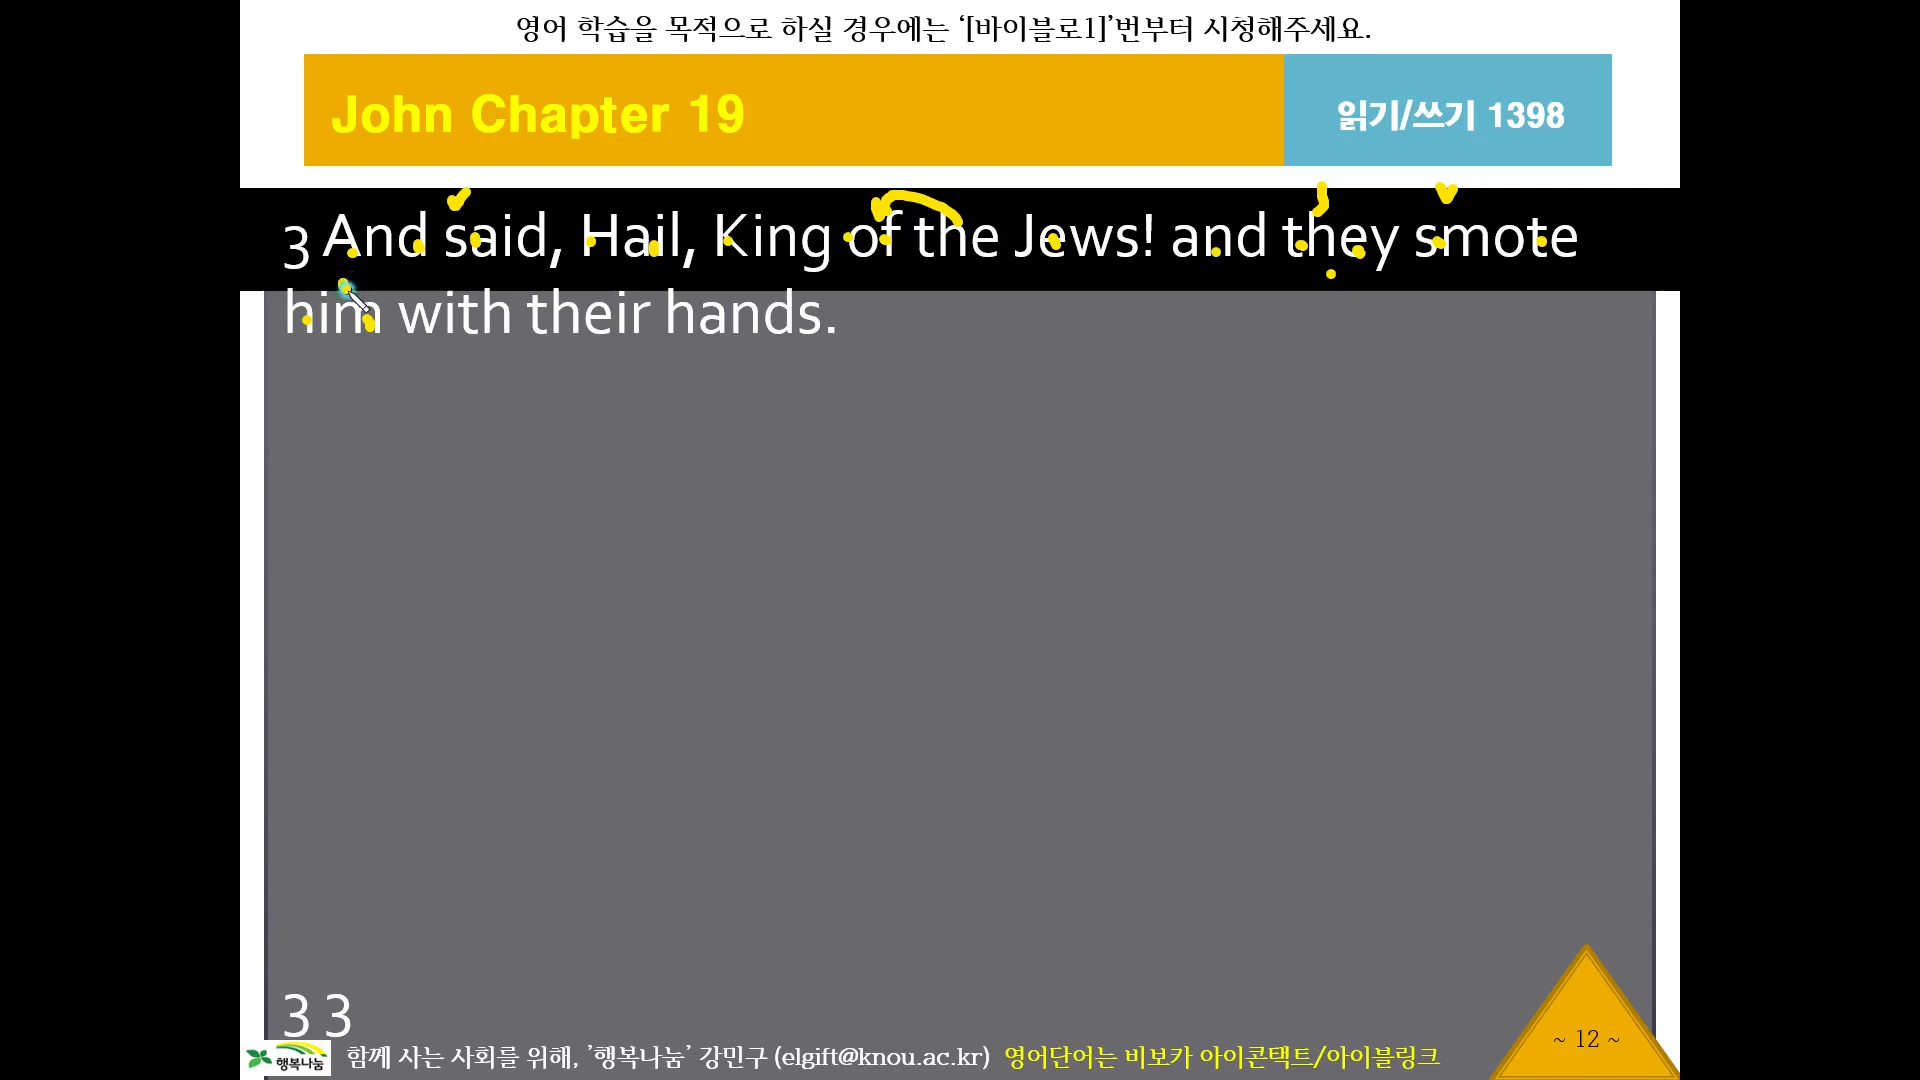 영어 학습을 목적으로 하실 경우에는 ‘[바이블로1]’번부터 시청해주세요.
John Chapter 19
읽기/쓰기 1398
3 And said, Hail, King of the Jews! and they smote
him with their hands.
3 3
~ 12 ~
행복나눔
함께 사는 사회를 위해, ’행복나눔’ 강민구 (elgift@knou.ac.kr) 영어단어는 비보카 아이콘택트/아이블링크